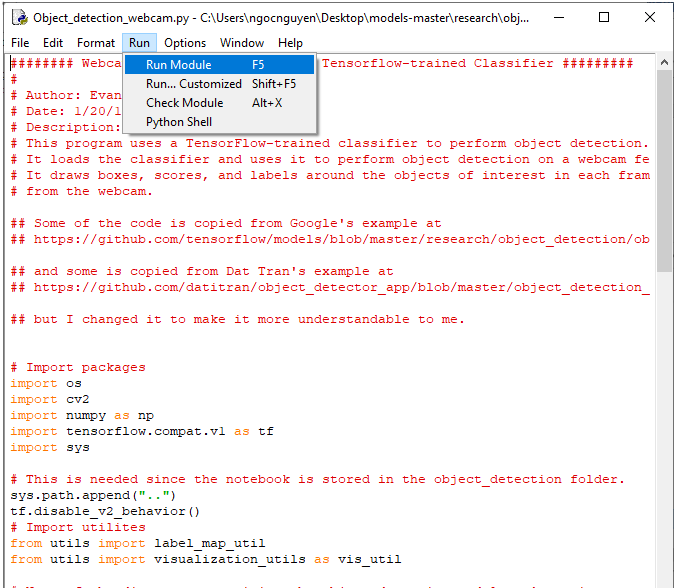 Object_detection_webcam.py - C:\Users\ngocnguyen\Desktop\models-master\research\obj...
File Edit Format Run Options Window Help
######## Webca
Tensorflow-trained Classifier #########
Run Module F5
Run... Customized Shift+F5
Check Module Alt+X
Python Shell
#
# Author: Evan
# Date: 1/20/1
# Description:
# This program uses a TensorFlow-trained classifier to perform object detection.
# It loads the classifier and uses it to perform object detection on a webcam fe
# It draws boxes, scores, and labels around the objects of interest in each fram
# from the webcam.
## Some of the code is copied from Google's example at
## https://github.com/tensorflow/models/blob/master/research/object_detection/ob
## and some is copied from Dat Tran's example at
## https://github.com/datitran/object_detector_app/blob/master/object_detection_
## but I changed it to make it more understandable to me.
# Import packages
import os
import cv2
import numpy as np
import tensorflow.compat.v1 as tf
import sys
# This is needed since the notebook is stored in the object_detection folder.
sys.path.append("..")
tf.disable_v2_behavior()
# Import utilites
from utils import label_map_util
from utils import visualization_utils as vis_util